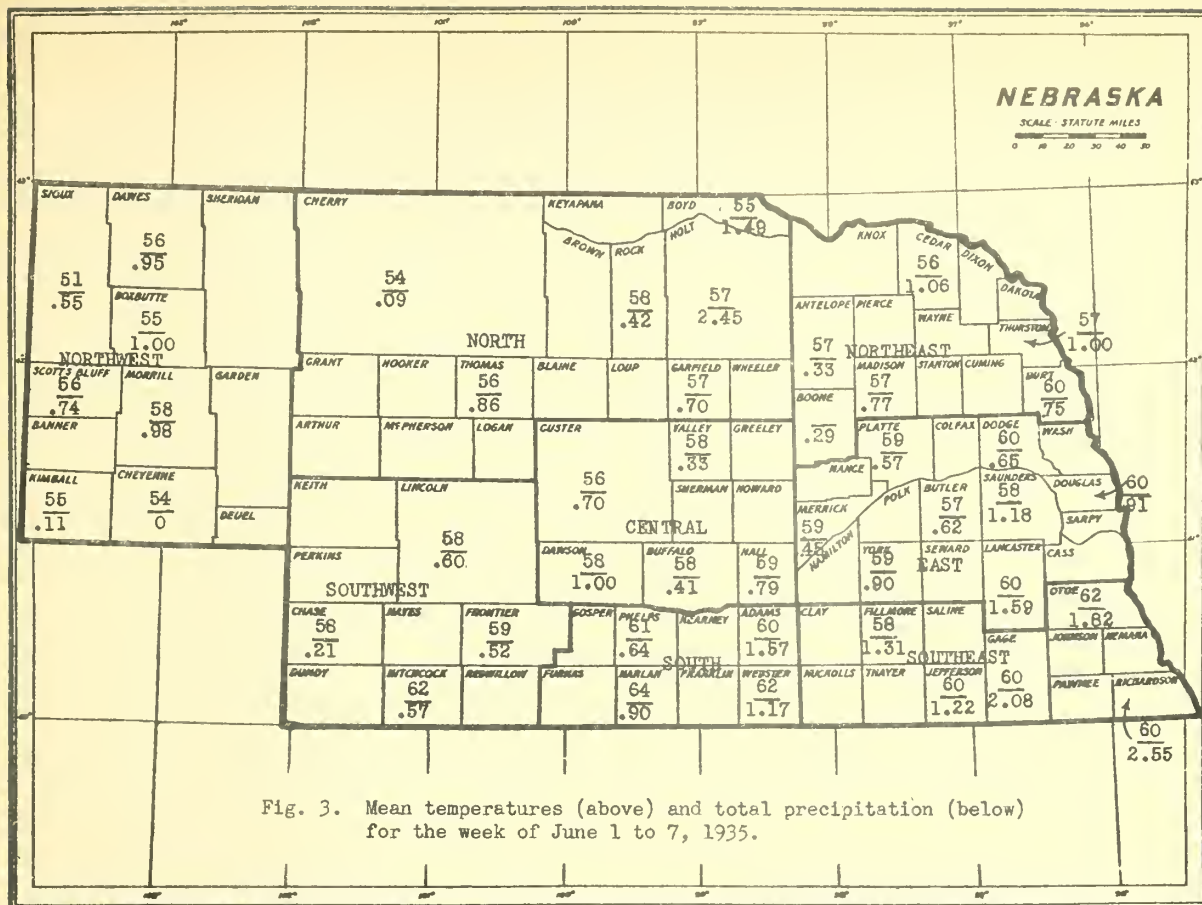 NEBRASKA
SCALE - STATUTE MILES
0 10 20 30 40 50
SIOUX
51
.55
DAWES
56
.95
SHERIDAN
BOXBUTTE
55
1.00
NORTHWEST
SCOTTS BLUFF
56
.74
MORRILL
58
.98
GARDEN
BANNER
KIMBALL
55
.11
CHEYENNE
54
0
DEUEL
CHERRY
54
.09
KEYAPAHA
BROWN
ROCK
58
.42
BOYD
55
1.49
HOLT
57
2.45
NORTH
GRANT
HOOKER
THOMAS
56
.86
BLAINE
LOUP
GARFIELD
57
.70
WHEELER
ARTHUR
McPHERSON
LOGAN
CUSTER
56
.70
VALLEY
58
.33
GREELEY
SHERMAN
HOWARD
CENTRAL
KEITH
LINCOLN
58
.60
PERKINS
SOUTHWEST
DAWSON
58
1.00
BUFFALO
58
.41
HALL
59
.79
KNOX
CEDAR
56
1.06
DIXON
DAKOTA
ANTELOPE
57
.33
PIERCE
WAYNE
THURSTON
57
1.00
NORTHEAST
MADISON
57
.77
STANTON
CUMING
BURT
60
.75
BOONE
.29
PLATTE
59
.57
COLFAX
DODGE
60
.65
WASH
NANCE
MERRICK
59
.45
POLK
BUTLER
57
.62
SAUNDERS
58
1.18
DOUGLAS
60
.91
SARPY
HAMILTON
YORK
59
.90
SEWARD
EAST
LANCASTER
60
1.59
CASS
OTOE
62
1.82
CHASE
56
.21
HAYES
FRONTIER
59
.52
GOSPER
PHELPS
61
.64
KEARNEY
ADAMS
60
1.57
CLAY
FILLMORE
58
1.31
SALINE
GAGE
60
2.08
JOHNSON
NEMAHA
SOUTH
SOUTHEAST
DUNDY
HITCHCOCK
62
.57
REDWILLOW
FURNAS
HARLAN
64
.90
FRANKLIN
WEBSTER
62
1.17
NUCKOLLS
THAYER
JEFFERSON
60
1.22
PAWNEE
RICHARDSON
60
2.55
Fig. 3. Mean temperatures (above) and total precipitation (below)
for the week of June 1 to 7, 1935.